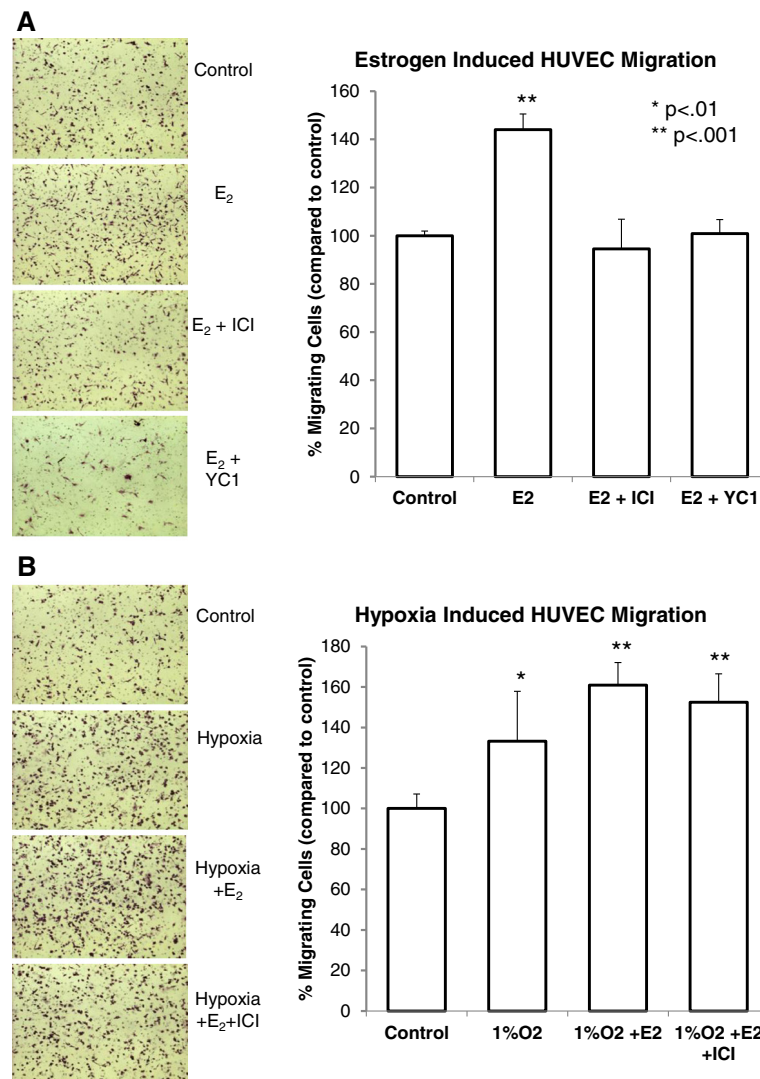 A
Control
E2
E2 + ICI
E2 +
YC1
Estrogen Induced HUVEC Migration
* p<.01
** p<.001
% Migrating Cells (compared to control)
160
140
120
100
80
60
40
20
0
**
Control
E2
E2 + ICI
E2 + YC1
B
Control
Hypoxia
Hypoxia
+E2
Hypoxia
+E2+ICI
Hypoxia Induced HUVEC Migration
% Migrating Cells (compared to control)
180
160
140
120
100
80
60
40
20
0
*
**
**
Control
1%O2
1%O2 +E2
1%O2 +E2
+ICI